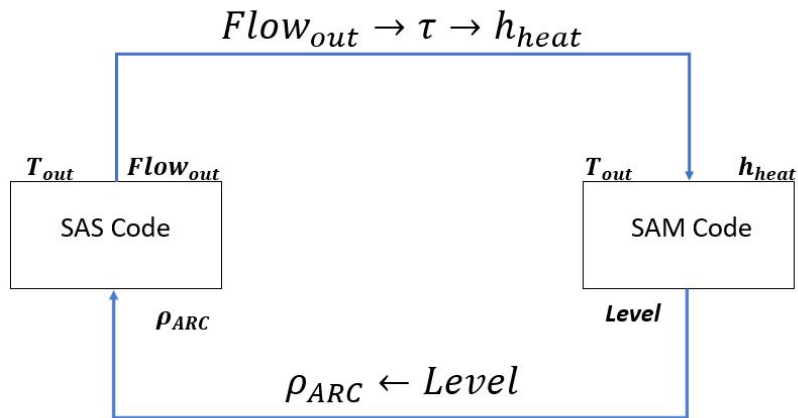 Flow_out → τ → h_heat
T_out Flow_out
T_out h_heat
SAS Code
SAM Code
ρ_ARC
Level
ρ_ARC ← Level